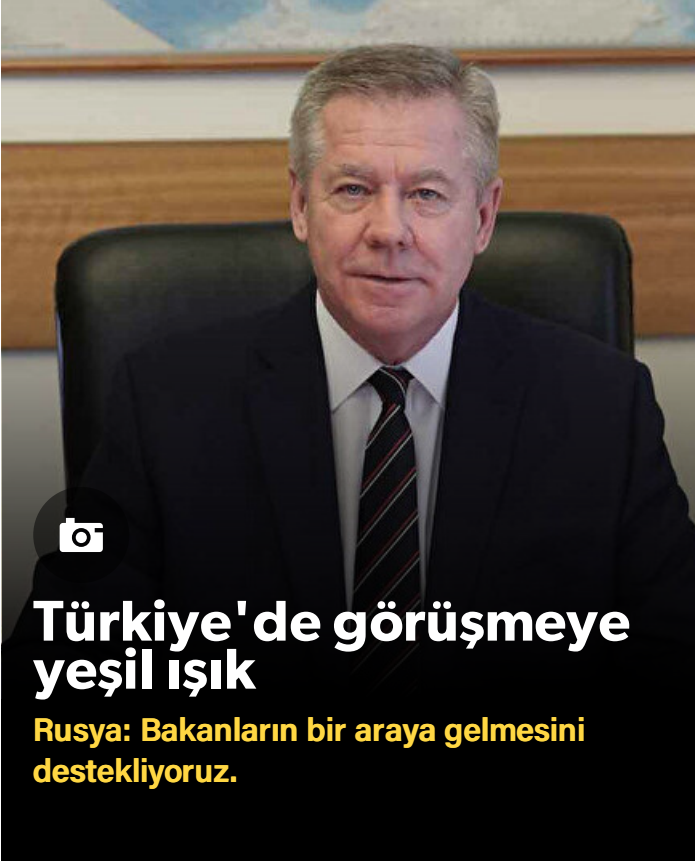 Türkiye'de görüşmeye
yeşil ışık
Rusya: Bakanların bir araya gelmesini
destekliyoruz.